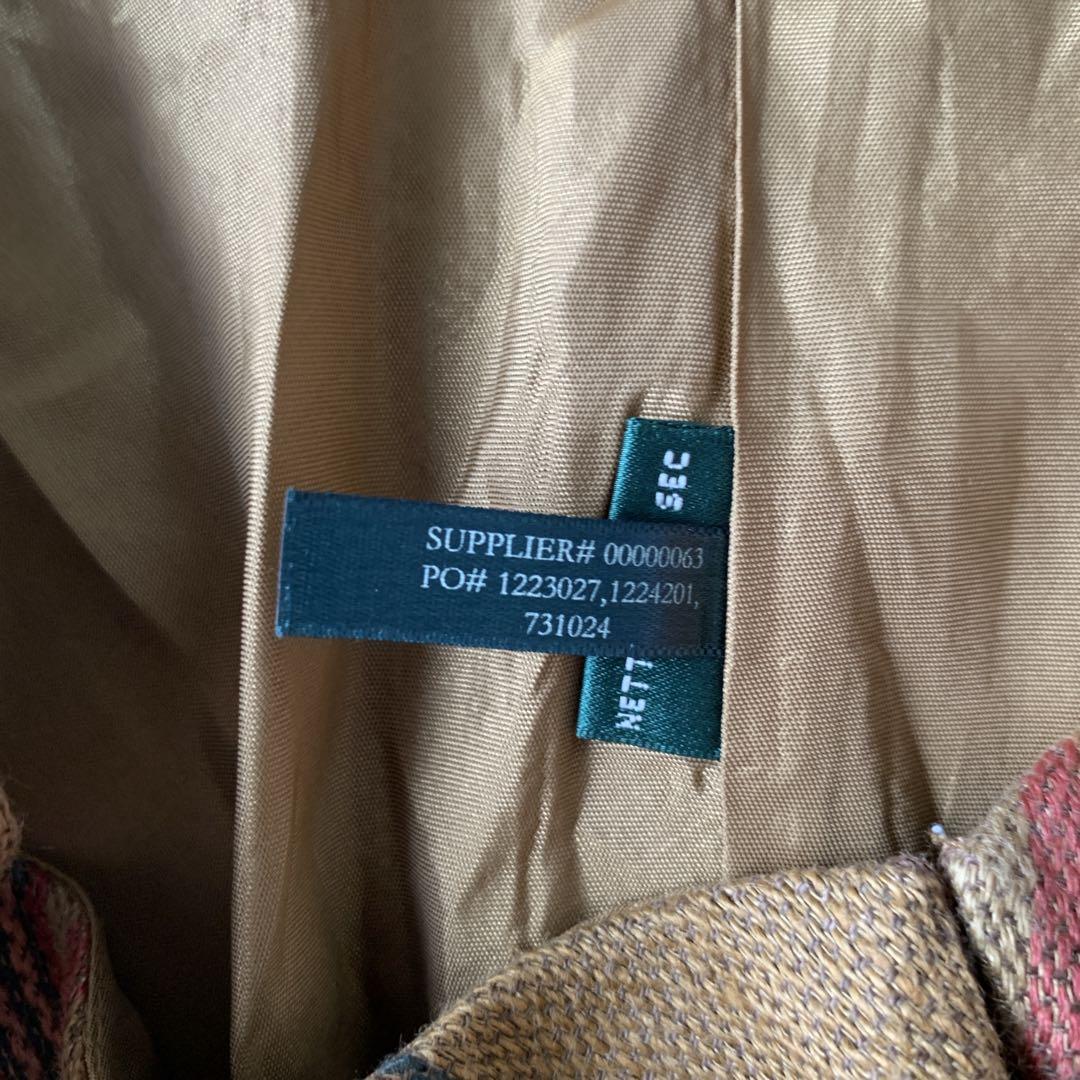 SUPPLIER# 00000063
PO# 1223027,1224201,
731024
SEC
NETT